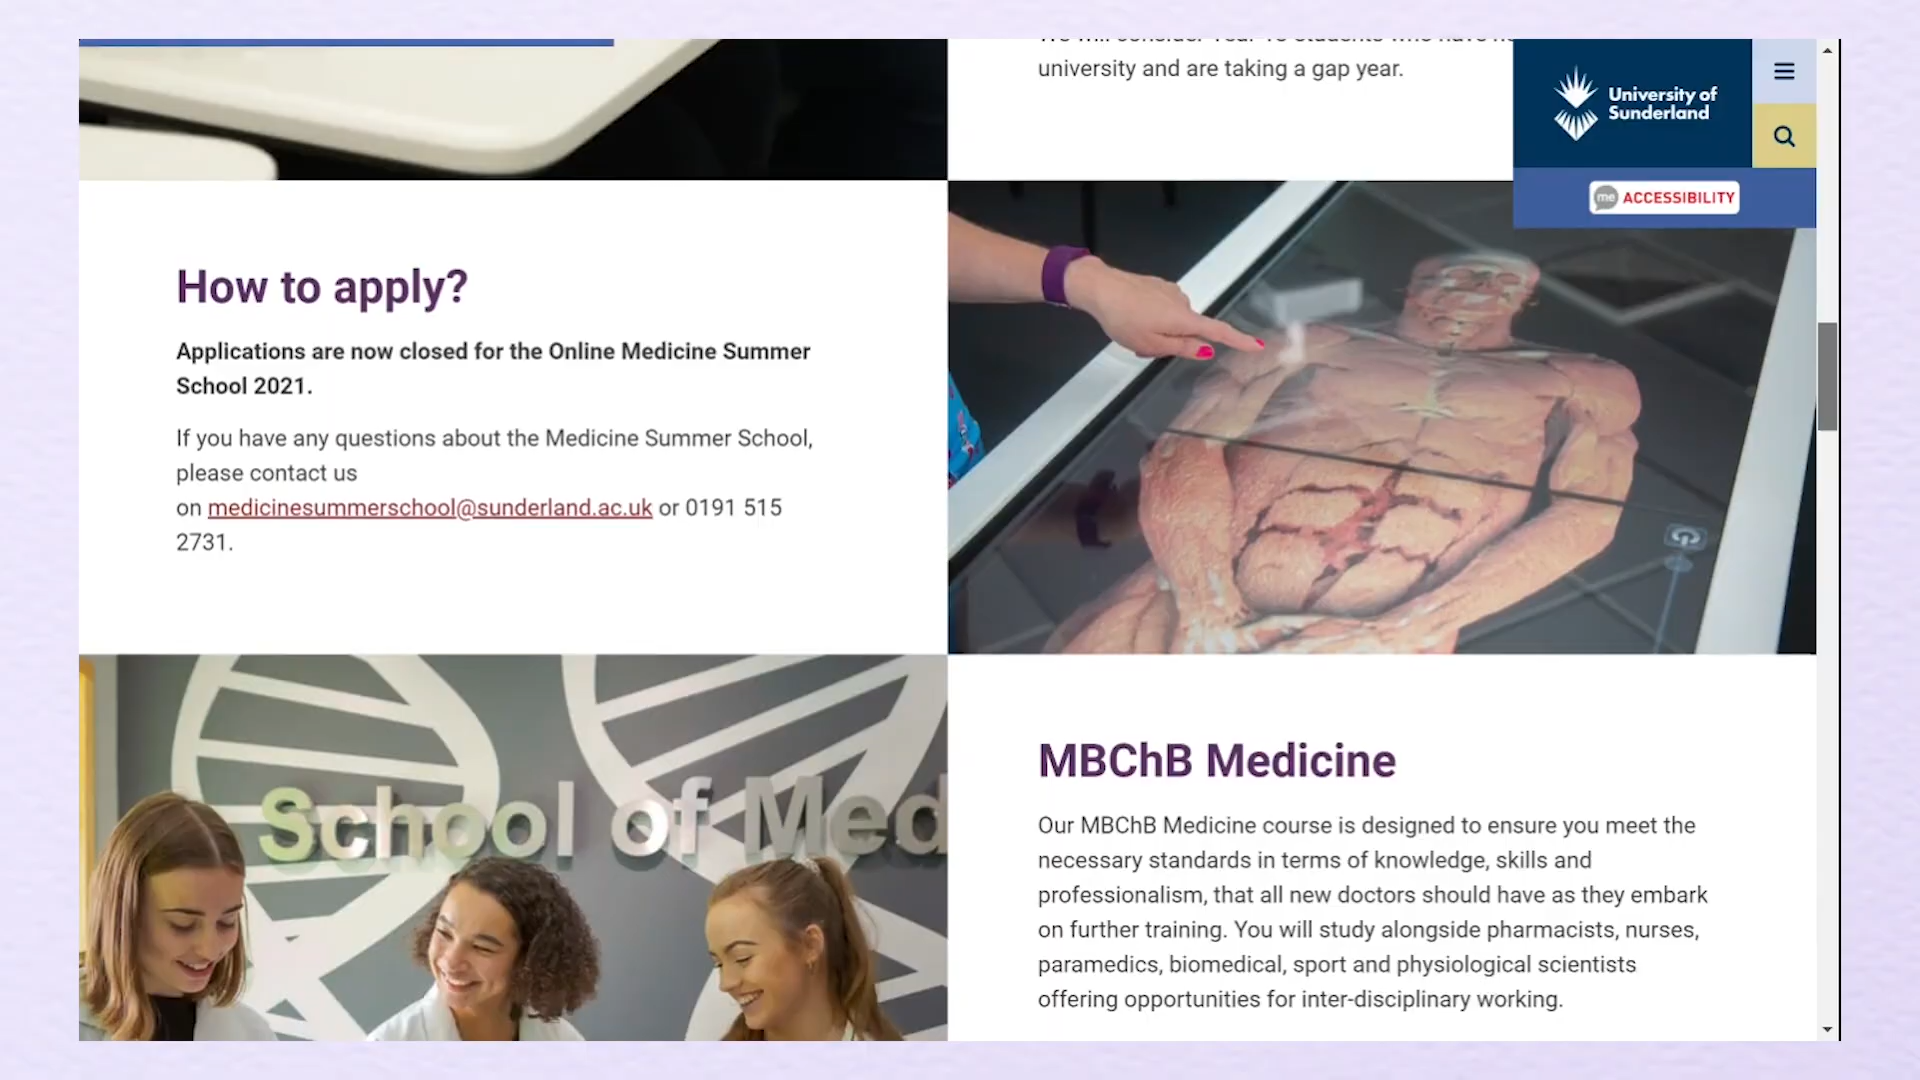 university and are taking a gap year.
University of
Sunderland
me ACCESSIBILITY
How to apply?
Applications are now closed for the Online Medicine Summer
School 2021.
If you have any questions about the Medicine Summer School,
please contact us
on medicinesummerschool@sunderland.ac.uk or 0191 515
2731.
School of Med
MBChB Medicine
Our MBChB Medicine course is designed to ensure you meet the
necessary standards in terms of knowledge, skills and
professionalism, that all new doctors should have as they embark
on further training. You will study alongside pharmacists, nurses,
paramedics, biomedical, sport and physiological scientists
offering opportunities for inter-disciplinary working.